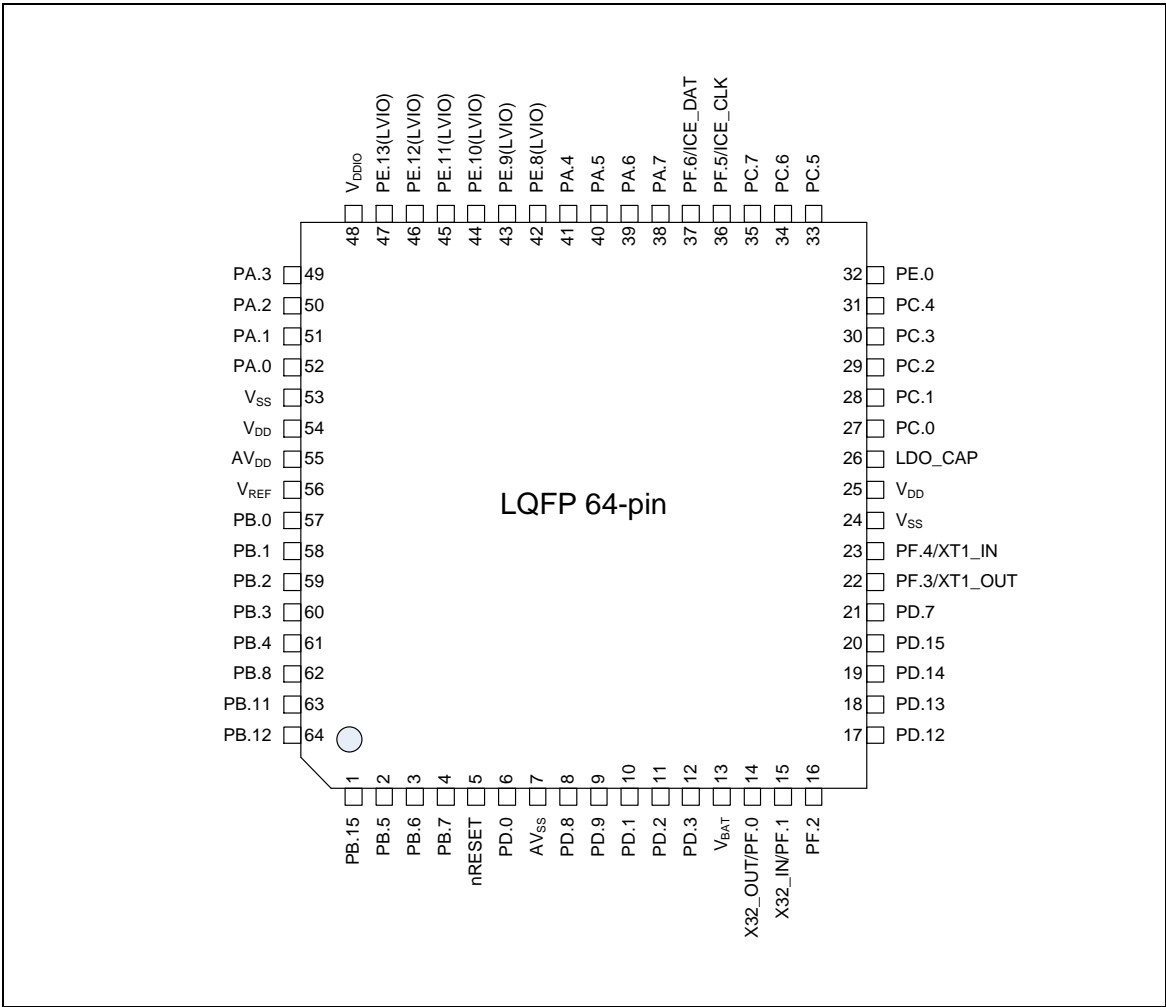 VDDIO
PE.13(LVIO)
PE.12(LVIO)
PE.11(LVIO)
PE.10(LVIO)
PE.9(LVIO)
PE.8(LVIO)
PA.4
PA.5
PA.6
PA.7
PF.6/ICE_DAT
PF.5/ICE_CLK
PC.7
PC.6
PC.5
48
47
46
45
44
43
42
41
40
39
38
37
36
35
34
33
PA.3 49
PA.2 50
PA.1 51
PA.0 52
VSS 53
VDD 54
AVDD 55
VREF 56
PB.0 57
PB.1 58
PB.2 59
PB.3 60
PB.4 61
PB.8 62
PB.11 63
PB.12 64
LQFP 64-pin
32 PE.0
31 PC.4
30 PC.3
29 PC.2
28 PC.1
27 PC.0
26 LDO_CAP
25 VDD
24 VSS
23 PF.4/XT1_IN
22 PF.3/XT1_OUT
21 PD.7
20 PD.15
19 PD.14
18 PD.13
17 PD.12
1
2
3
4
5
6
7
8
9
10
11
12
13
14
15
16
PB.15
PB.5
PB.6
PB.7
nRESET
PD.0
AVSS
PD.8
PD.9
PD.1
PD.2
PD.3
VBAT
X32_OUT/PF.0
X32_IN/PF.1
PF.2